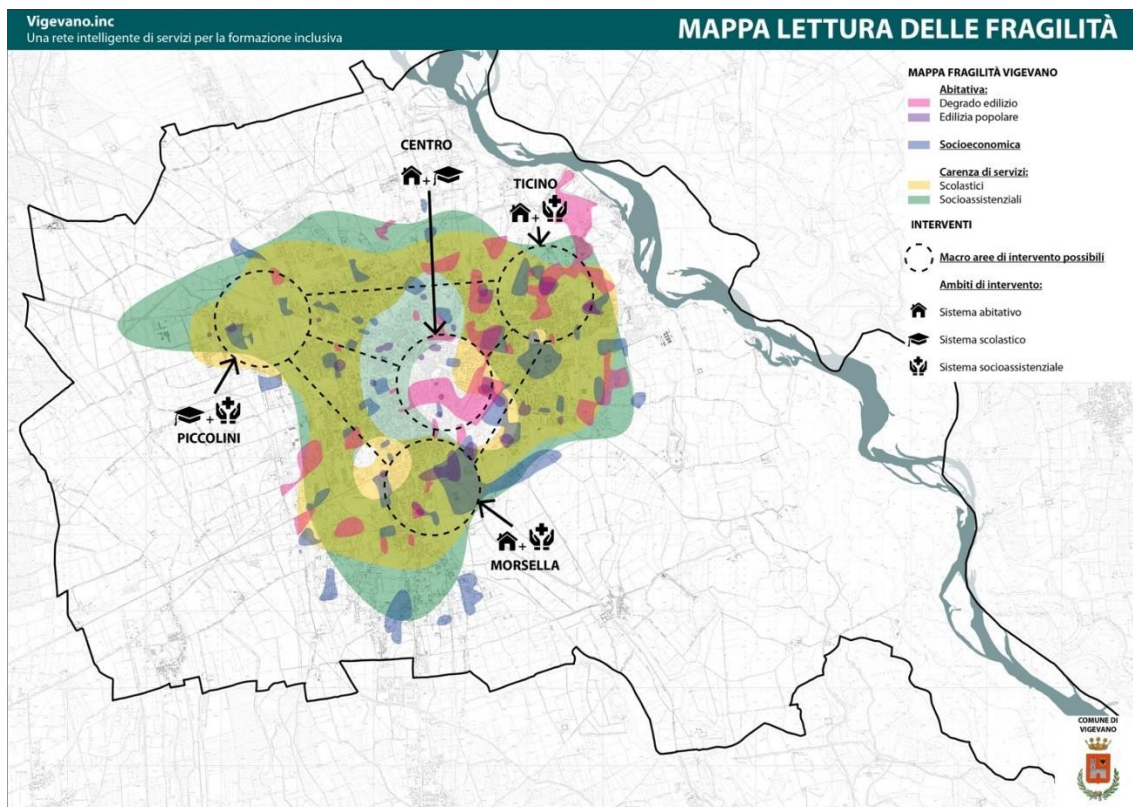 Vigevano.inc
Una rete intelligente di servizi per la formazione inclusiva
MAPPA LETTURA DELLE FRAGILITÀ
MAPPA FRAGILITÀ VIGEVANO
Abitativa:
Degrado edilizio
Edilizia popolare
Socioeconomica
Carenza di servizi:
Scolastici
Socioassistenziali
INTERVENTI
Macro aree di intervento possibili
Ambiti di intervento:
Sistema abitativo
Sistema scolastico
Sistema socioassistenziale
CENTRO
+
TICINO
+
+
PICCOLINI
+
MORSELLA
COMUNE DI
VIGEVANO